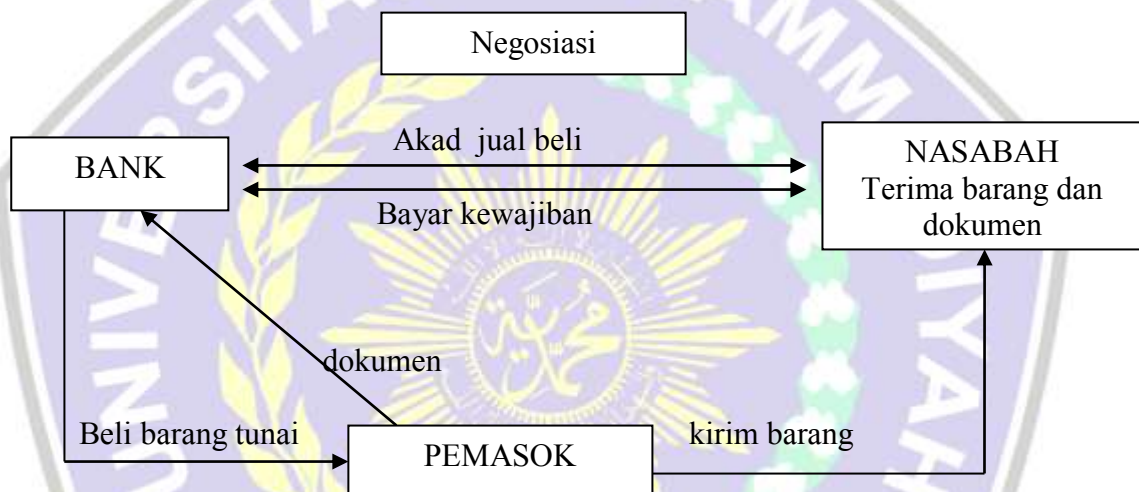 Negosiasi
BANK
Akad jual beli
Bayar kewajiban
NASABAH
Terima barang dan
dokumen
dokumen
Beli barang tunai
PEMASOK
kirim barang